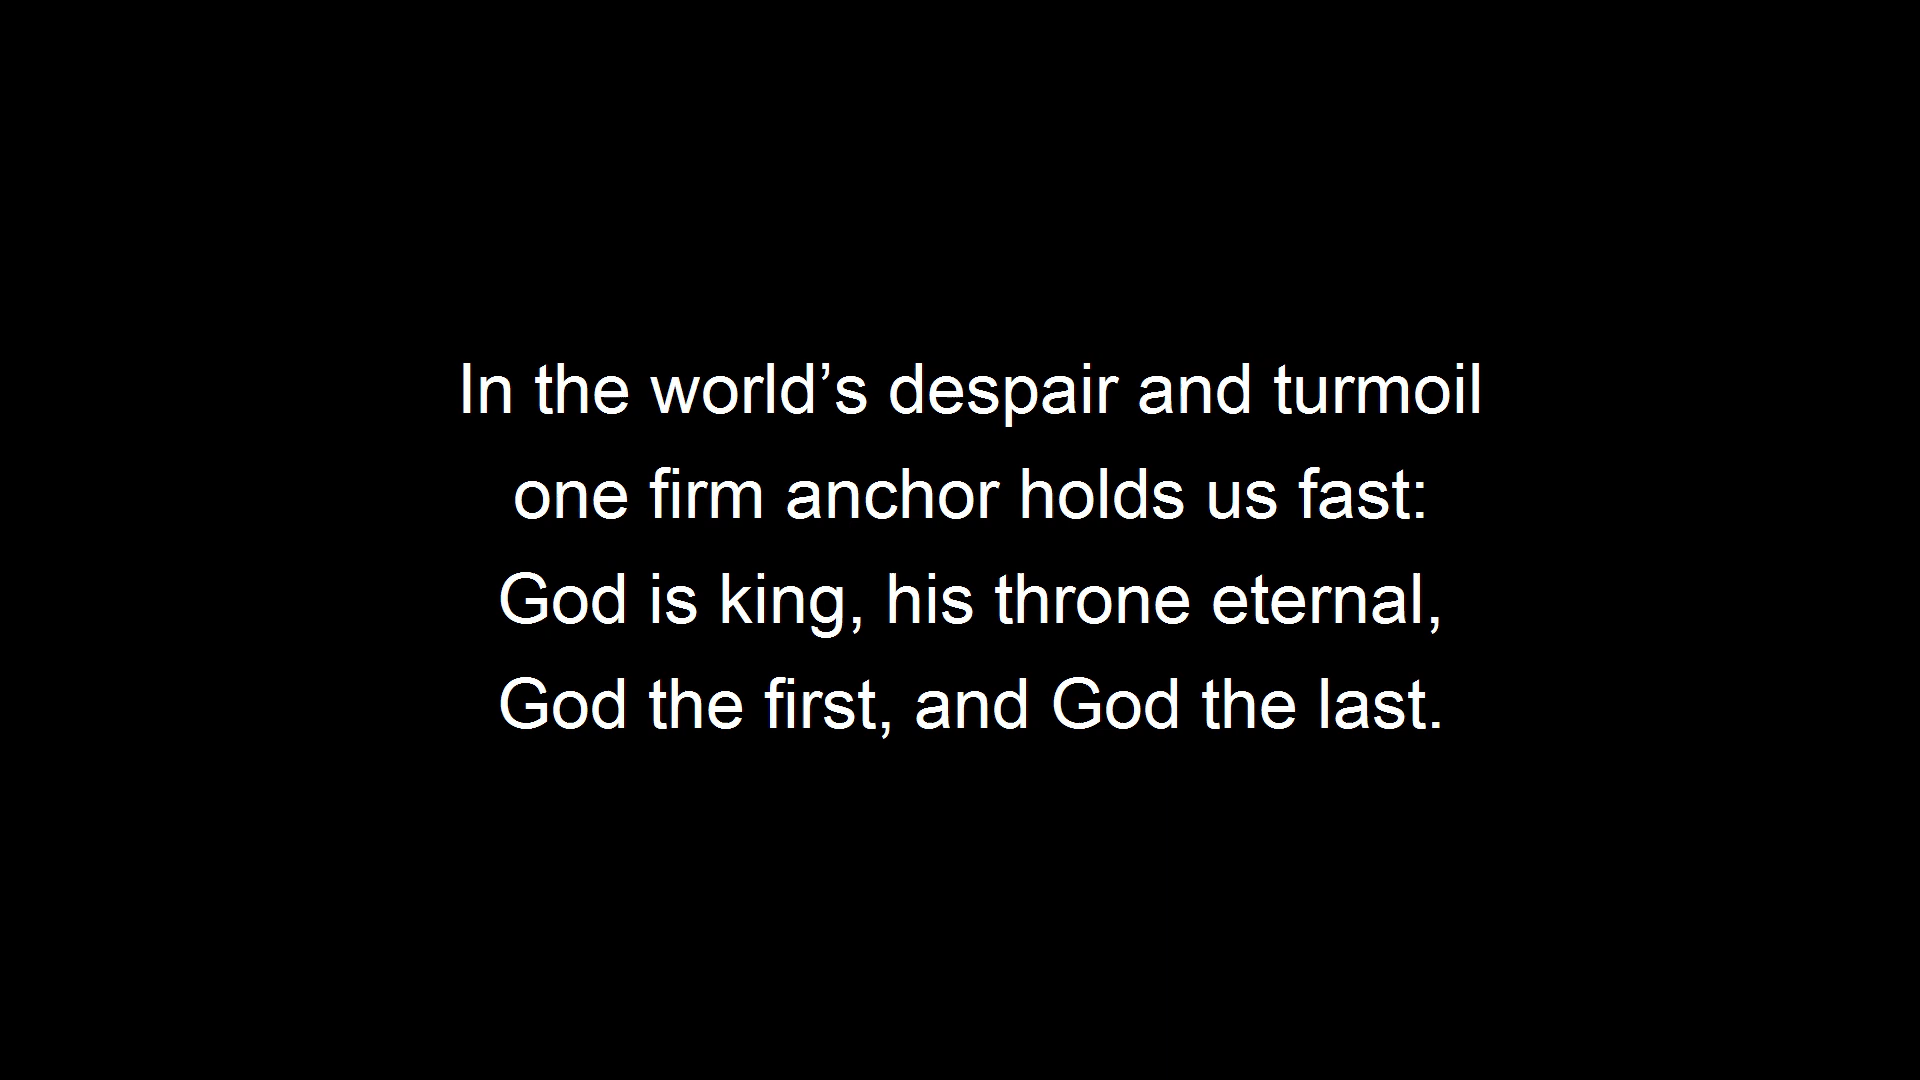 In the world’s despair and turmoil
one firm anchor holds us fast:
God is king, his throne eternal,
God the first, and God the last.